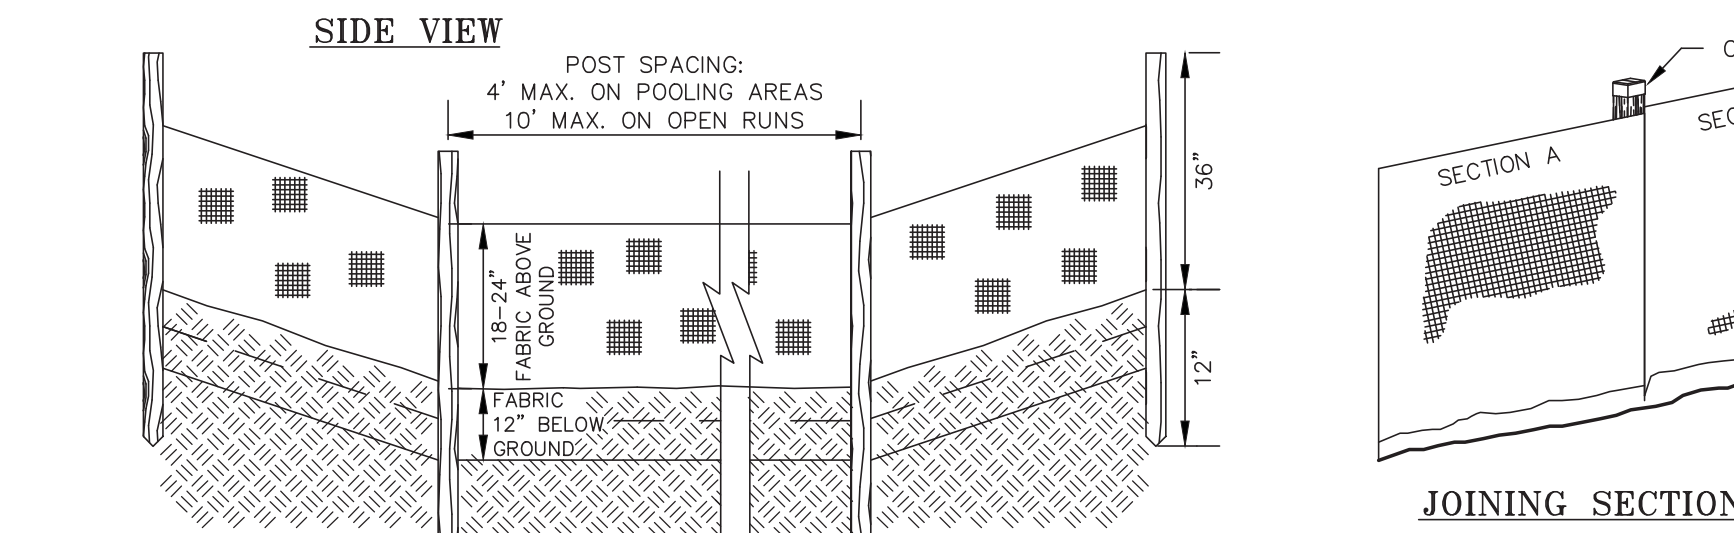 SIDE VIEW
POST SPACING:
4' MAX. ON POOLING AREAS
10' MAX. ON OPEN RUNS
36"
18-24"
FABRIC ABOVE
GROUND
12"
FABRIC
12" BELOW
GROUND
SECTION A
JOINING SECTION